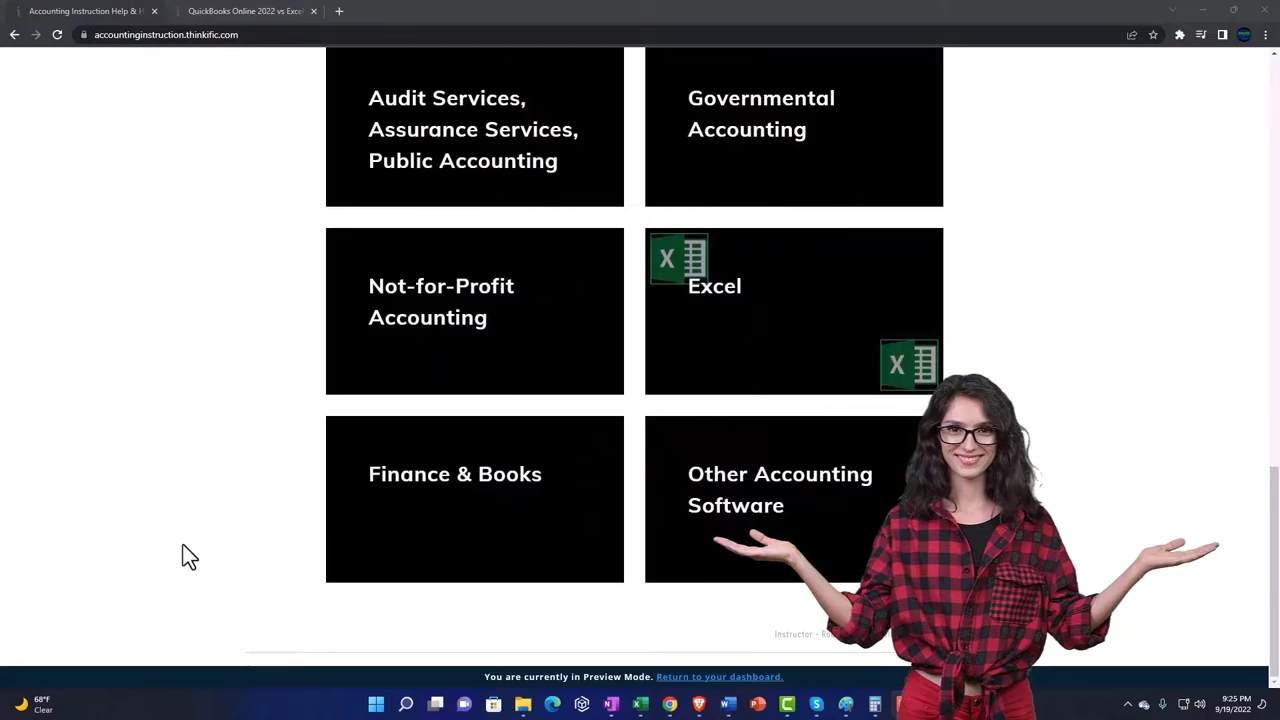 Accounting Instruction Help & H
QuickBooks Online 2022 vs Excel
accountinginstruction.thinkific.com
Audit Services,
Assurance Services,
Public Accounting
Governmental
Accounting
Not-for-Profit
Accounting
X
Excel
X
Finance & Books
Other Accounting
Software
Instructor -
You are currently in Preview Mode. Return to your dashboard.
68°F
Clear
9:25 PM
9/19/2022